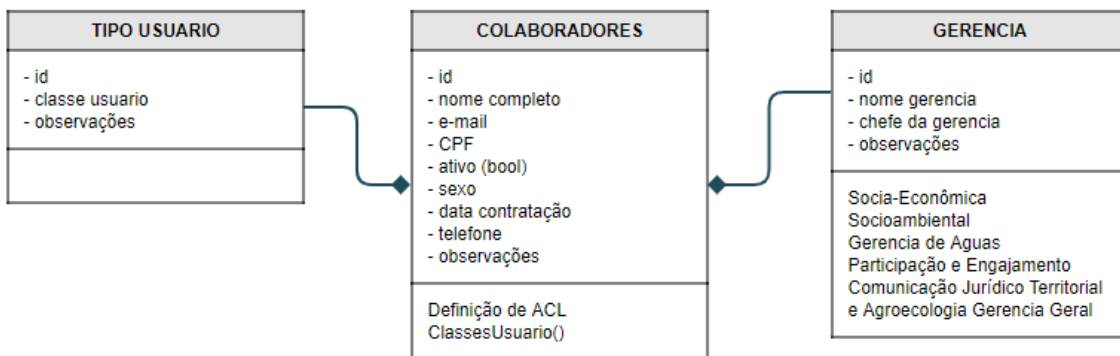 TIPO USUARIO
- id
- classe usuario
- observações
COLABORADORES
- id
- nome completo
- e-mail
- CPF
- ativo (bool)
- sexo
- data contratação
- telefone
- observações
Definição de ACL
ClassesUsuario()
GERENCIA
- id
- nome gerencia
- chefe da gerencia
- observações
Socia-Econômica
Socioambiental
Gerencia de Aguas
Participação e Engajamento
Comunicação Jurídico Territorial
e Agroecologia Gerencia Geral